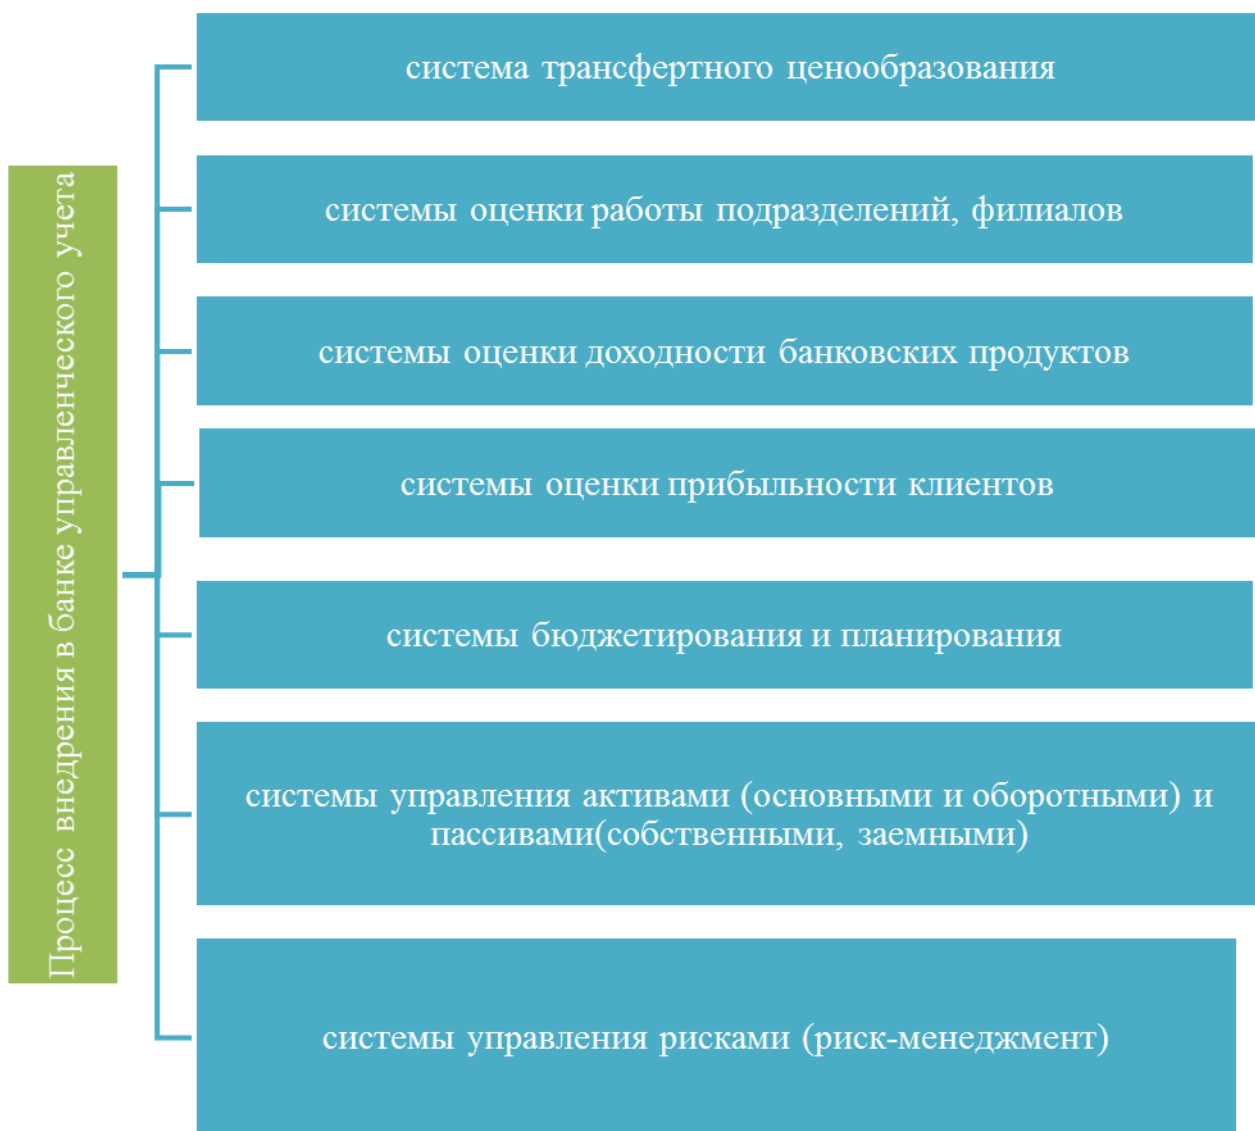 Процесс внедрения в банке управленческого учета
система трансфертного ценообразования
системы оценки работы подразделений, филиалов
системы оценки доходности банковских продуктов
системы оценки прибыльности клиентов
системы бюджетирования и планирования
системы управления активами (основными и оборотными) и
пассивами(собственными, заемными)
системы управления рисками (риск-менеджмент)